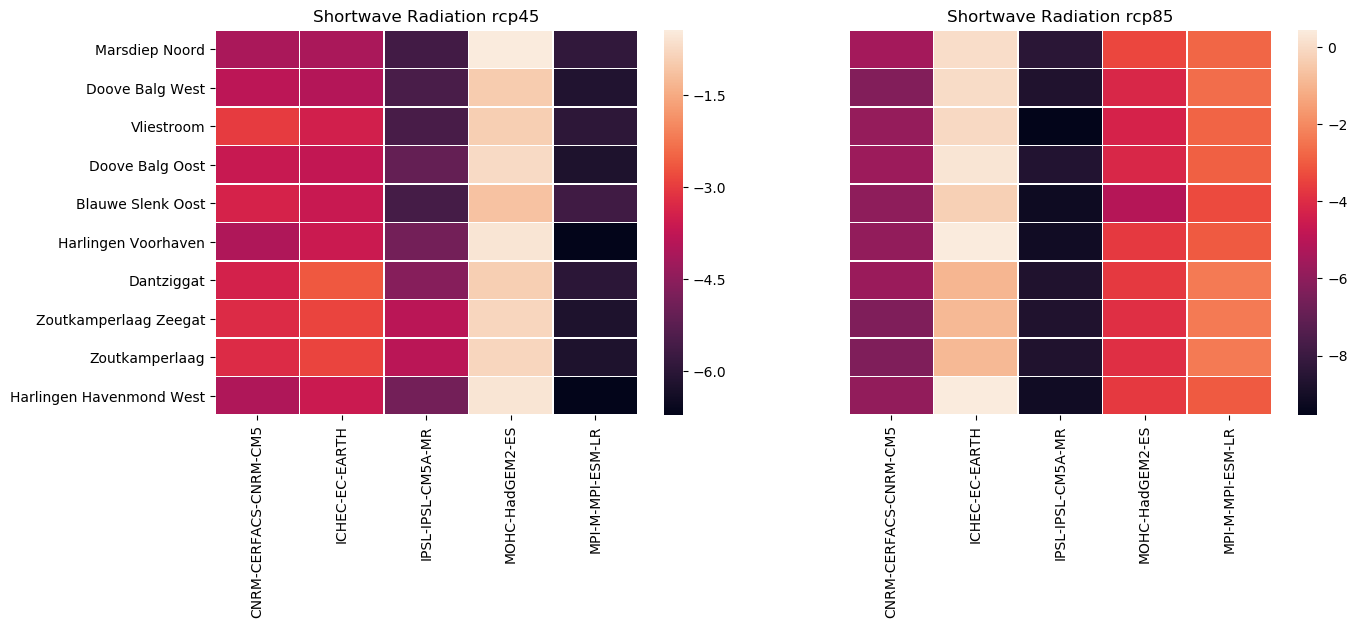 Shortwave Radiation rcp45
Marsdiep Noord
Doove Balg West
Vliestroom
Doove Balg Oost
Blauwe Slenk Oost
Harlingen Voorhaven
Dantziggat
Zoutkamperlaag Zeegat
Zoutkamperlaag
Harlingen Havenmond West
CNRM-CERFACS-CNRM-CM5
ICHEC-EC-EARTH
IPSL-IPSL-CM5A-MR
MOHC-HadGEM2-ES
MPI-M-MPI-ESM-LR
−1.5
−3.0
−4.5
−6.0
Shortwave Radiation rcp85
CNRM-CERFACS-CNRM-CM5
ICHEC-EC-EARTH
IPSL-IPSL-CM5A-MR
MOHC-HadGEM2-ES
MPI-M-MPI-ESM-LR
0
−2
−4
−6
−8